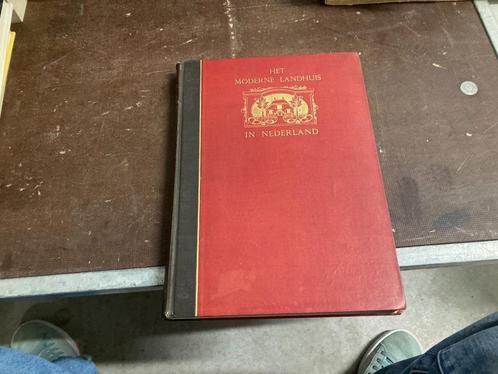 HET
MODERNE LANDHUIS
IN NEDERLAND